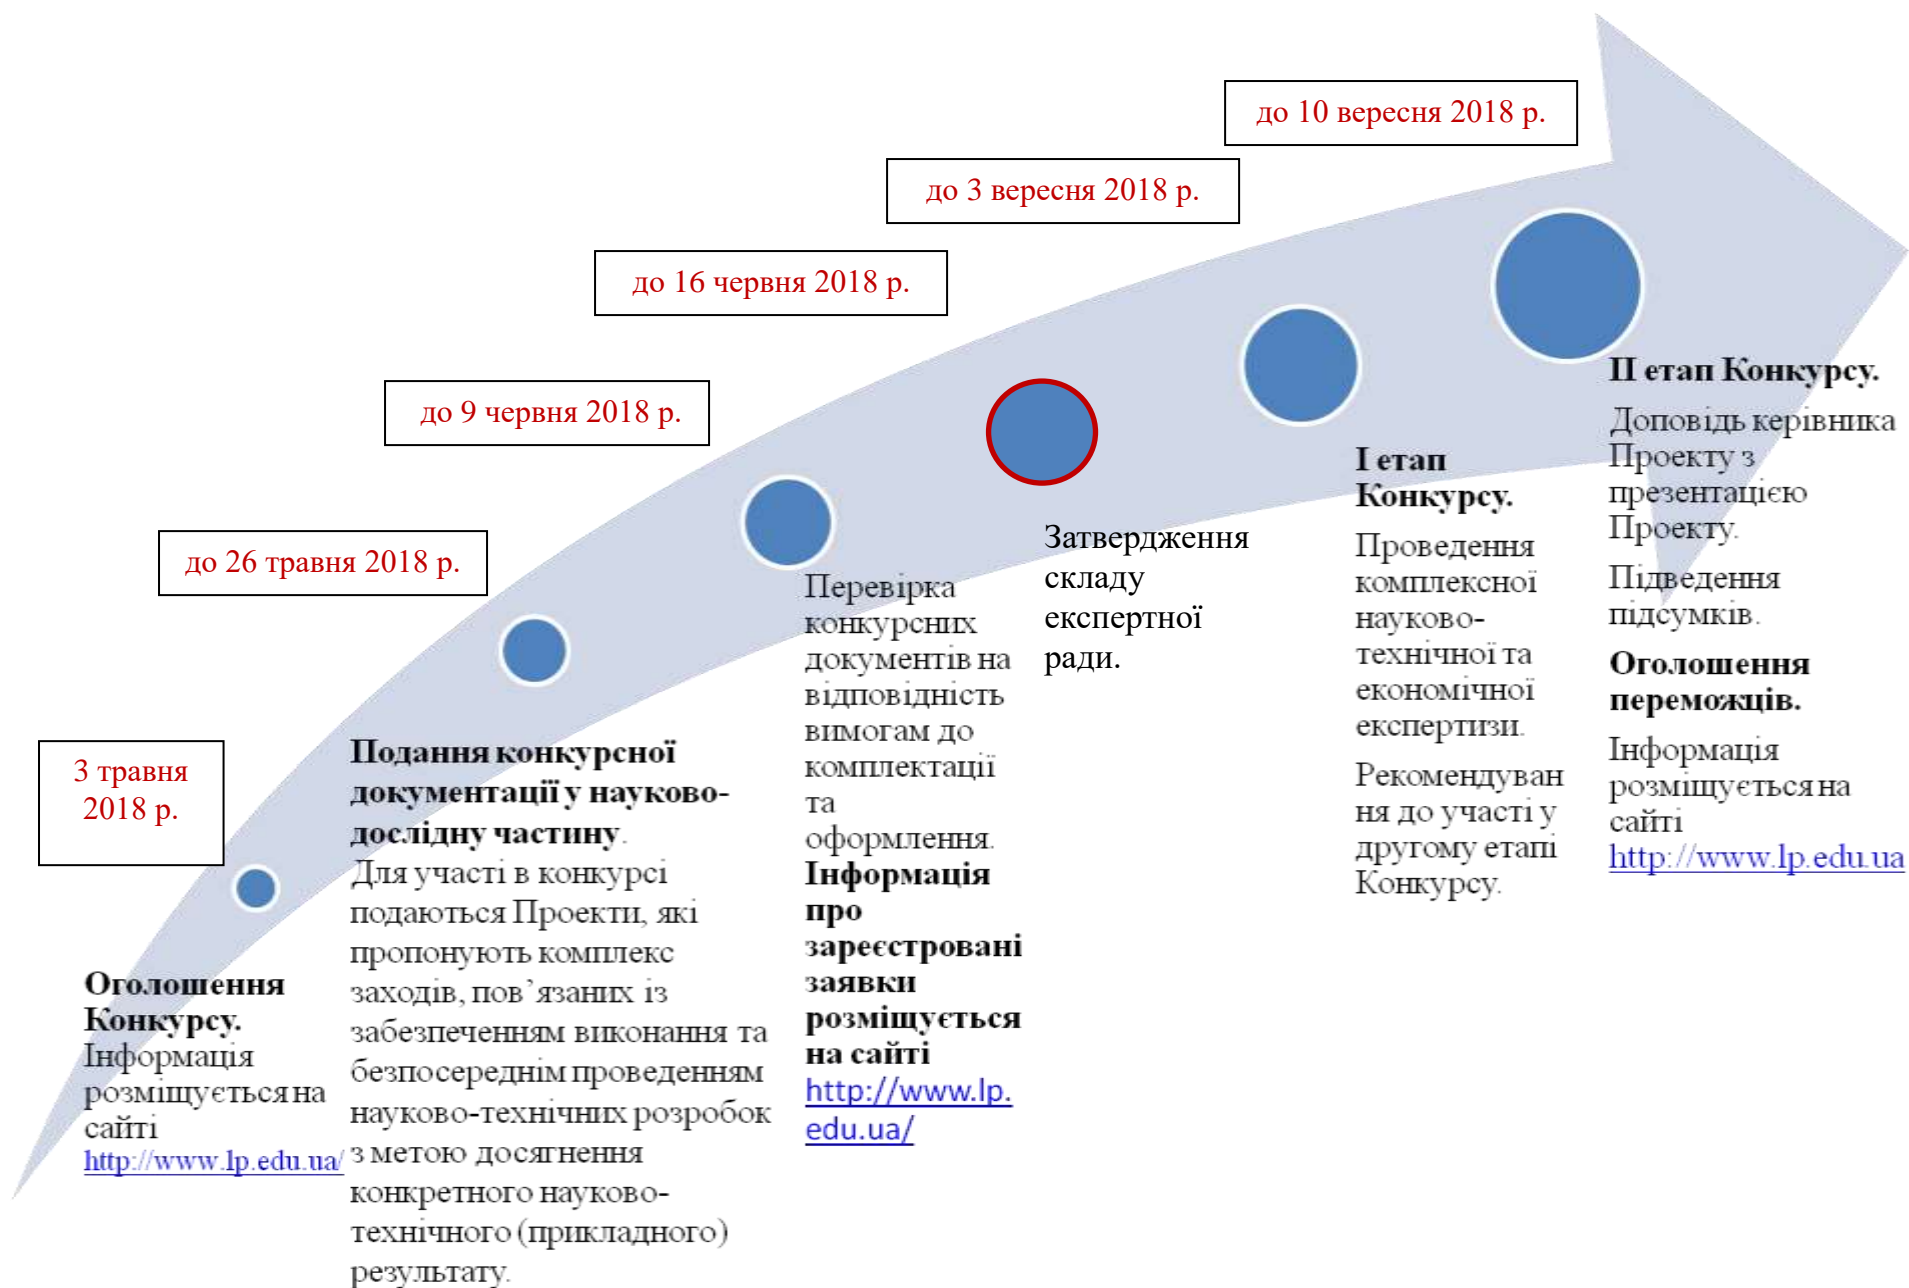 3 травня
2018 р.
Оголошення
Конкурсу.
Інформація
розміщується на
сайті
http://www.lp.edu.ua/
до 26 травня 2018 р.
Подання конкурсної
документації у науково-
дослідну частину.
Для участі в конкурсі
подаються Проекти, які
пропонують комплекс
заходів, пов’язаних із
забезпеченням виконання та
безпосереднім проведенням
науково-технічних розробок
з метою досягнення
конкретного науково-
технічного (прикладного)
результату.
до 9 червня 2018 р.
Перевірка
конкурсних
документів на
відповідність
вимогам до
комплектації
та
оформлення.
Інформація
про
зареєстровані
заявки
розміщується
на сайті
http://www.lp.
edu.ua/
до 16 червня 2018 р.
Затвердження
складу
експертної
ради.
до 3 вересня 2018 р.
І етап
Конкурсу.
Проведення
комплексної
науково-
технічної та
економічної
експертизи.
Рекомендуван
ня до участі у
другому етапі
Конкурсу.
до 10 вересня 2018 р.
ІІ етап Конкурсу.
Доповідь керівника
Проекту з
презентацією
Проекту.
Підведення
підсумків.
Оголошення
переможців.
Інформація
розміщується на
сайті
http://www.lp.edu.ua